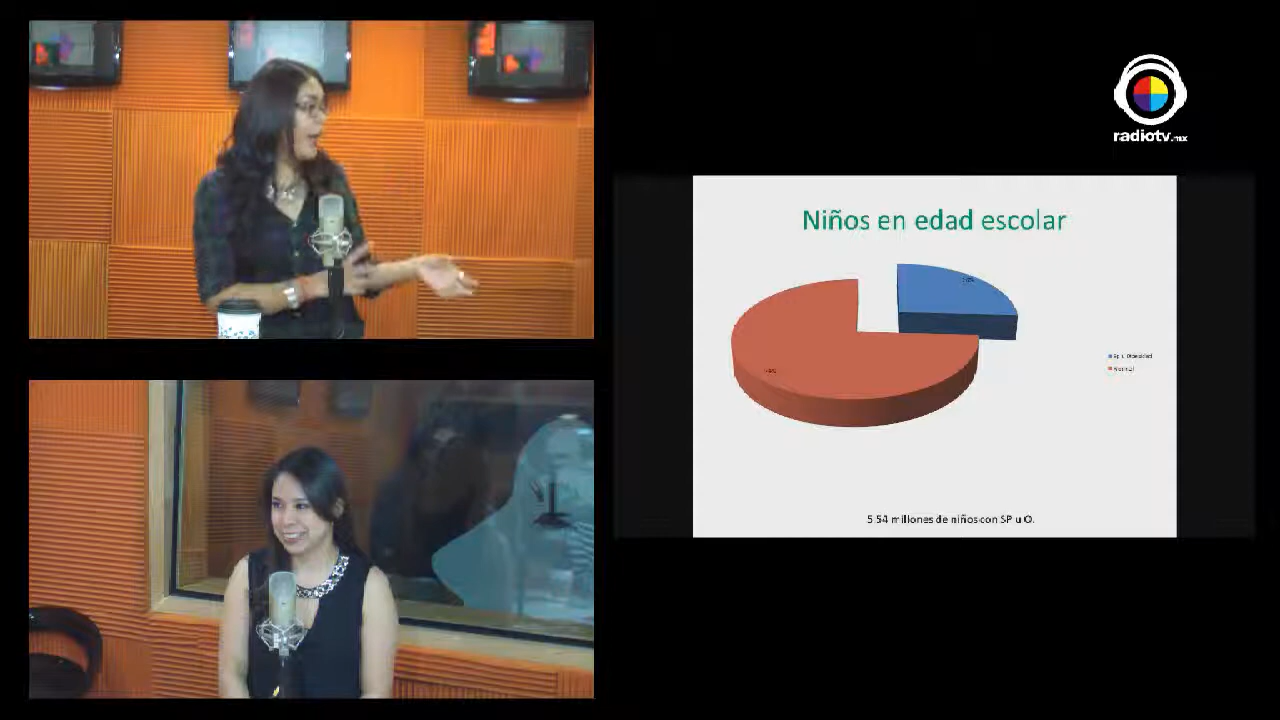 radiotv.mx
Niños en edad escolar
5.54 millones de niños con SP u O.